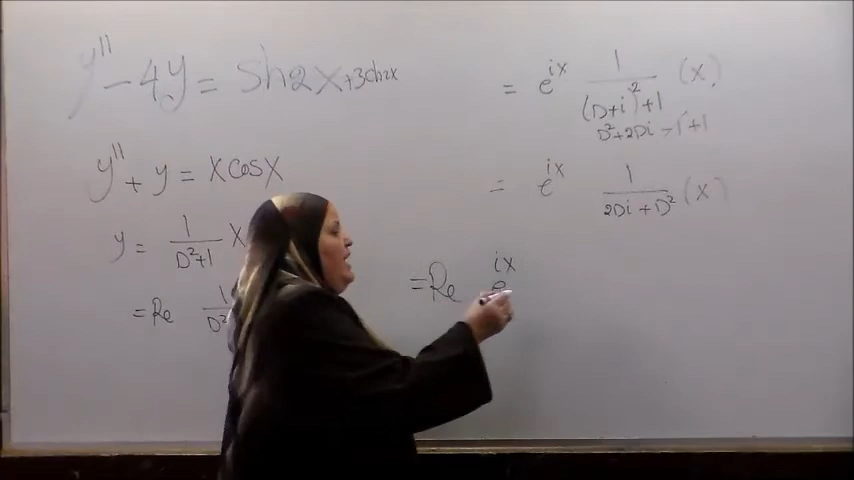 y'' - 4y = Sh2x+3ch2x
y'' + y = x cosx
y = 1/(D²+1) x
= Re 1/D²
= e^ix 1/((D+i)²+1) (x)
D²+2Di-1+1
= e^ix 1/(2Di+D²) (x)
= Re e^ix